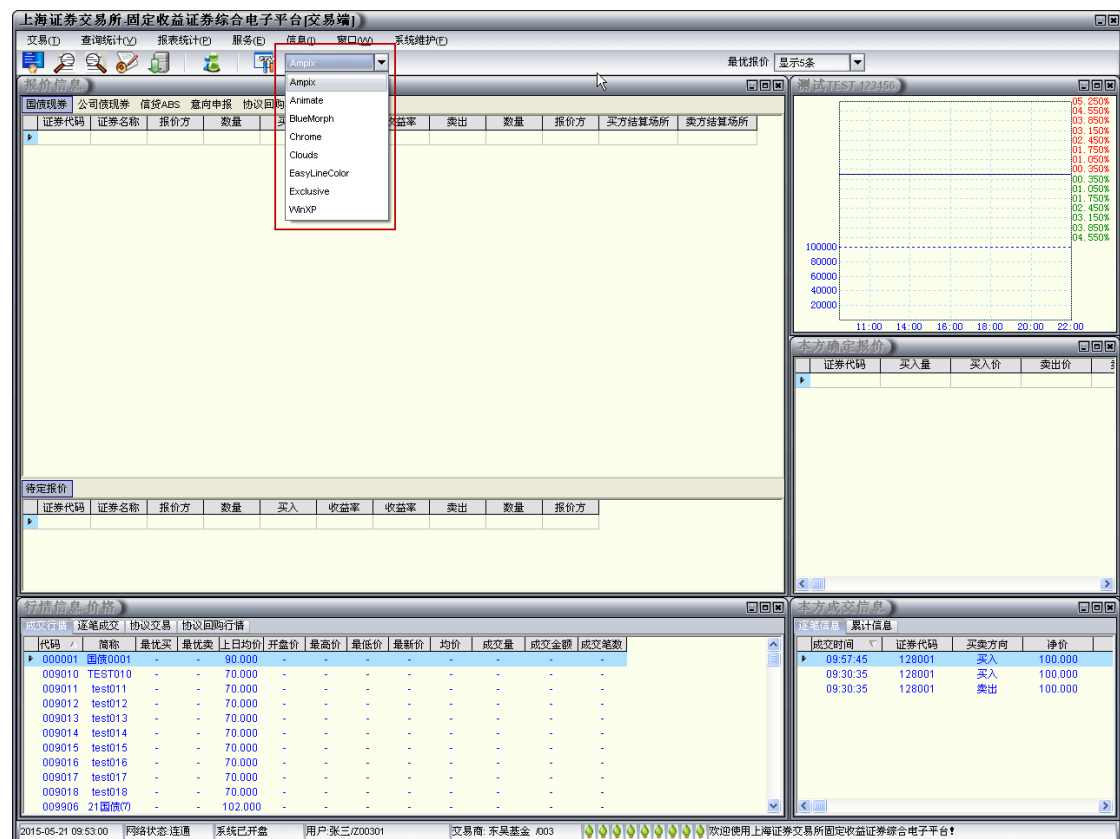 上海证券交易所-固定收益证券综合电子平台[交易端]
交易(T) 查询统计(V) 报表统计(P) 服务(E) 信息(I) 窗口(W) 系统维护(F)
Ampix 最优报价 显示5条
Ampix
Animate
BlueMorph
Chrome
Clouds
EasyLineColor
Exclusive
WinXP
报价信息
国债现券 公司债现券 信贷ABS 意向申报 协议回购
证券代码 证券名称 报价方 数量 收益率 卖出 数量 报价方 买方结算场所 卖方结算场所
待定报价
证券代码 证券名称 报价方 数量 买入 收益率 收益率 卖出 数量 报价方
测试TEST 123456
05.250%
04.550%
03.850%
03.150%
02.450%
01.750%
01.050%
00.350%
00.350%
01.050%
01.750%
02.450%
03.150%
03.850%
04.550%
100000
80000
60000
40000
20000
11:00 14:00 16:00 18:00 20:00 22:00
本方确定报价
证券代码 买入量 买入价 卖出价
行情信息-价格
成交行情 逐笔成交 协议交易 协议回购行情
代码 简称 最优买 最优卖 上日均价 开盘价 最高价 最低价 最新价 均价 成交量 成交金额 成交笔数
000001 国债0001 - - 90.000 - - - - - - - -
009010 TEST010 - - 70.000 - - - - - - - -
009011 test011 - - 70.000 - - - - - - - -
009012 test012 - - 70.000 - - - - - - - -
009013 test013 - - 70.000 - - - - - - - -
009014 test014 - - 70.000 - - - - - - - -
009015 test015 - - 70.000 - - - - - - - -
009016 test016 - - 70.000 - - - - - - - -
009017 test017 - - 70.000 - - - - - - - -
009018 test018 - - 70.000 - - - - - - - -
009906 21国债(7) - - 102.000 - - - - - - - -
本方成交信息
逐笔信息 累计信息
成交时间 证券代码 买卖方向 净价
09:57:45 128001 买入 100.000
09:30:35 128001 买入 100.000
09:30:35 128001 卖出 100.000
2015-05-21 09:53:00 网络状态:连通 系统已开盘 用户:张三/Z00301 交易商: 东吴基金 /003 欢迎使用上海证券交易所固定收益证券综合电子平台!